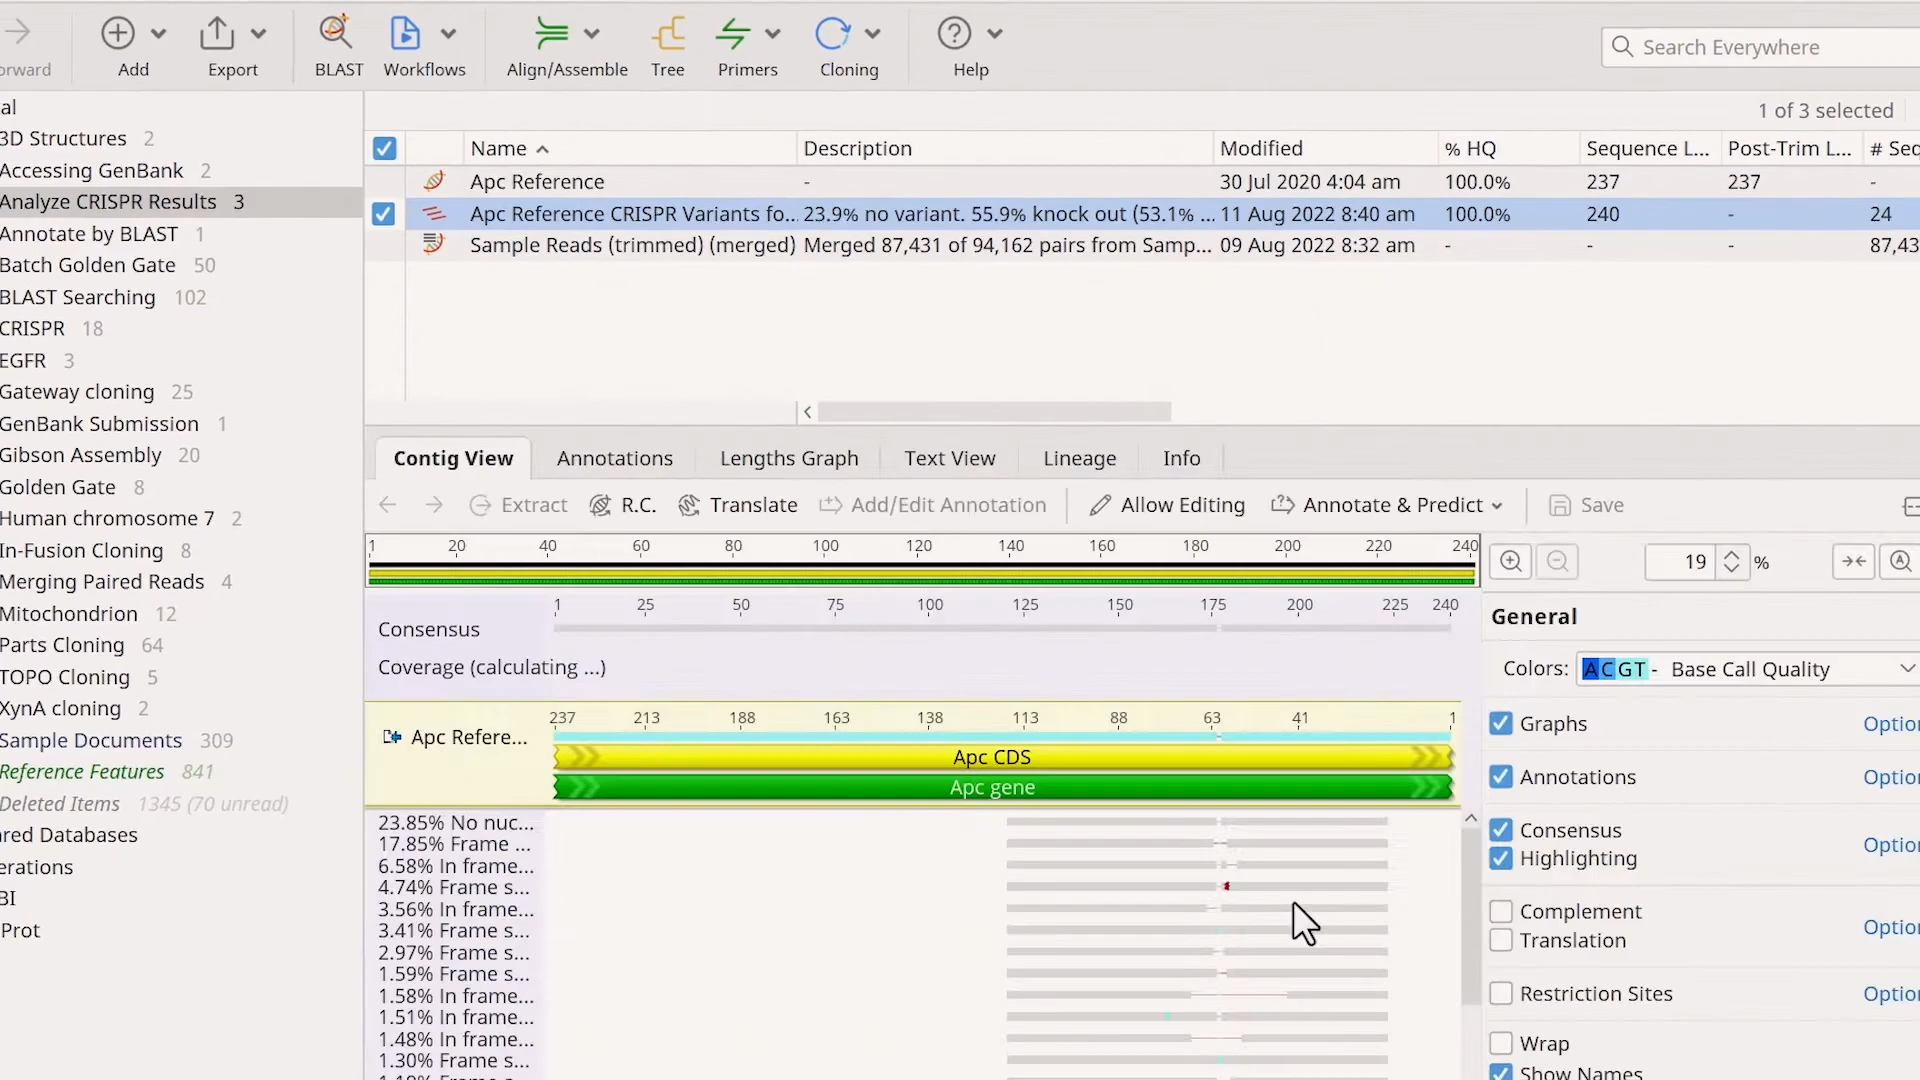 orward
Add
Export
BLAST
Workflows
Align/Assemble
Tree
Primers
Cloning
Help
Search Everywhere
al
3D Structures 2
Accessing GenBank 2
Analyze CRISPR Results 3
Annotate by BLAST 1
Batch Golden Gate 50
BLAST Searching 102
CRISPR 18
EGFR 3
Gateway cloning 25
GenBank Submission 1
Gibson Assembly 20
Golden Gate 8
Human chromosome 7 2
In-Fusion Cloning 8
Merging Paired Reads 4
Mitochondrion 12
Parts Cloning 64
TOPO Cloning 5
XynA cloning 2
Sample Documents 309
Reference Features 841
Deleted Items 1345 (70 unread)
ared Databases
erations
BI
Prot
1 of 3 selected
Name Description Modified % HQ Sequence L... Post-Trim L... # Seq
Apc Reference - 30 Jul 2020 4:04 am 100.0% 237 237 -
Apc Reference CRISPR Variants fo... 23.9% no variant. 55.9% knock out (53.1% ... 11 Aug 2022 8:40 am 100.0% 240 - 24
Sample Reads (trimmed) (merged) Merged 87,431 of 94,162 pairs from Samp... 09 Aug 2022 8:32 am - - - 87,43
Contig View Annotations Lengths Graph Text View Lineage Info
Extract R.C. Translate Add/Edit Annotation Allow Editing Annotate & Predict Save
1 20 40 60 80 100 120 140 160 180 200 220 240
1 25 50 75 100 125 150 175 200 225 240
Consensus
Coverage (calculating ...)
237 213 188 163 138 113 88 63 41 1
Apc Refere...
Apc CDS
Apc gene
23.85% No nuc...
17.85% Frame ...
6.58% In frame...
4.74% Frame s...
3.56% In frame...
3.41% Frame s...
2.97% Frame s...
1.59% Frame s...
1.58% In frame...
1.51% In frame...
1.48% In frame...
1.30% Frame s...
19 %
General
Colors: ACGT - Base Call Quality
Graphs Option
Annotations Option
Consensus
Highlighting Option
Complement
Translation Option
Restriction Sites Option
Wrap
Show Names